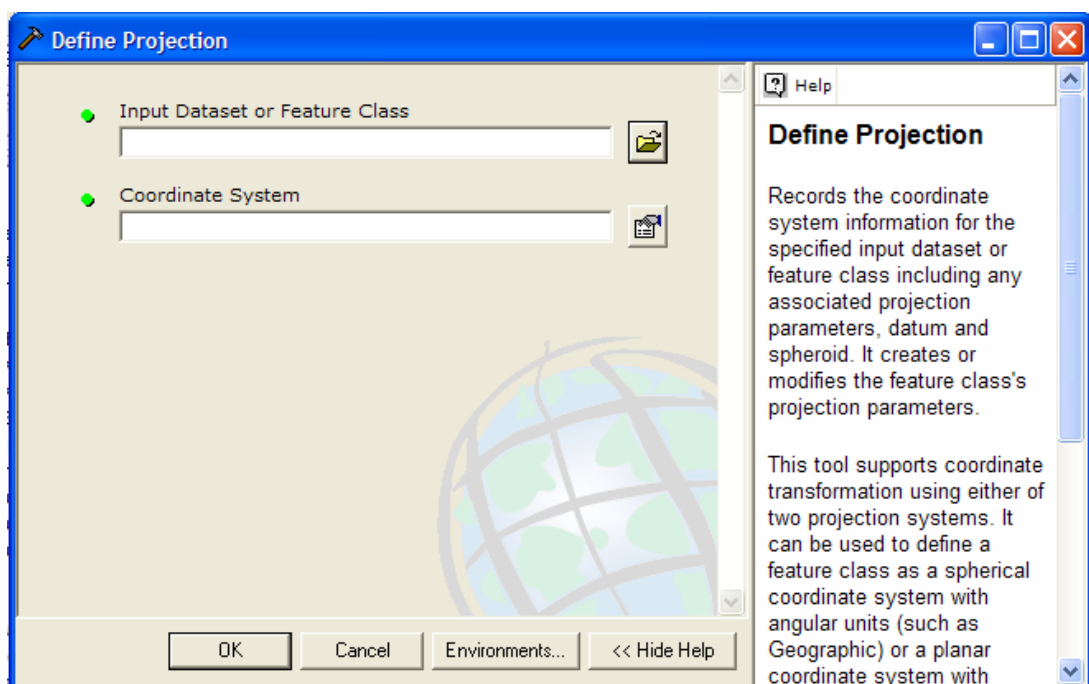 Define Projection
Input Dataset or Feature Class
Coordinate System
OK
Cancel
Environments...
<< Hide Help
Help
Define Projection
Records the coordinate
system information for the
specified input dataset or
feature class including any
associated projection
parameters, datum and
spheroid. It creates or
modifies the feature class's
projection parameters.
This tool supports coordinate
transformation using either of
two projection systems. It
can be used to define a
feature class as a spherical
coordinate system with
angular units (such as
Geographic) or a planar
coordinate system with